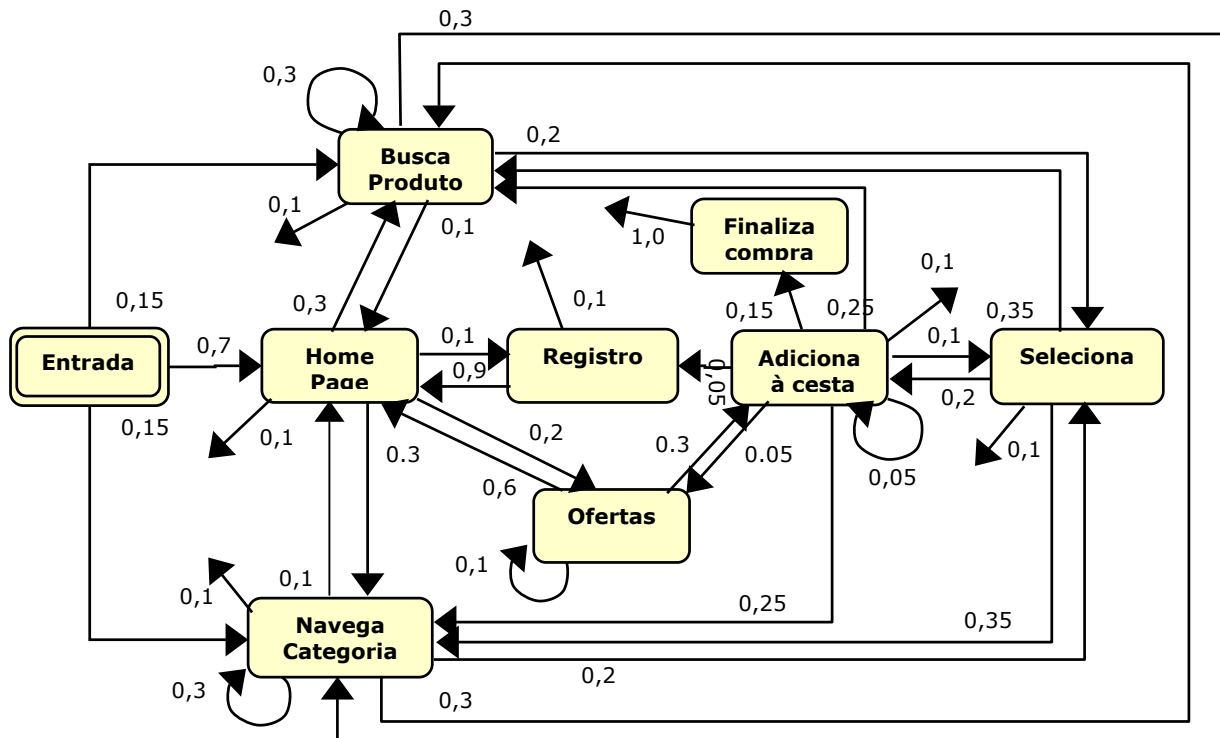 0,3
0,3
Busca
Produto
0,2
0,1
0,1
Finaliza
compra
1,0
0,1
0,15
0,3
0,1
0,15
0,25
0,35
Entrada
0,7
Home
Page
0,1
0,9
Registro
0,05
Adiciona
à cesta
0,1
0,2
Seleciona
0,15
0,1
0.3
0,2
0,6
0.3
0.05
0,05
0,1
Ofertas
0,1
0,1
0,1
0,25
0,35
Navega
Categoria
0,3
0,2
0,3